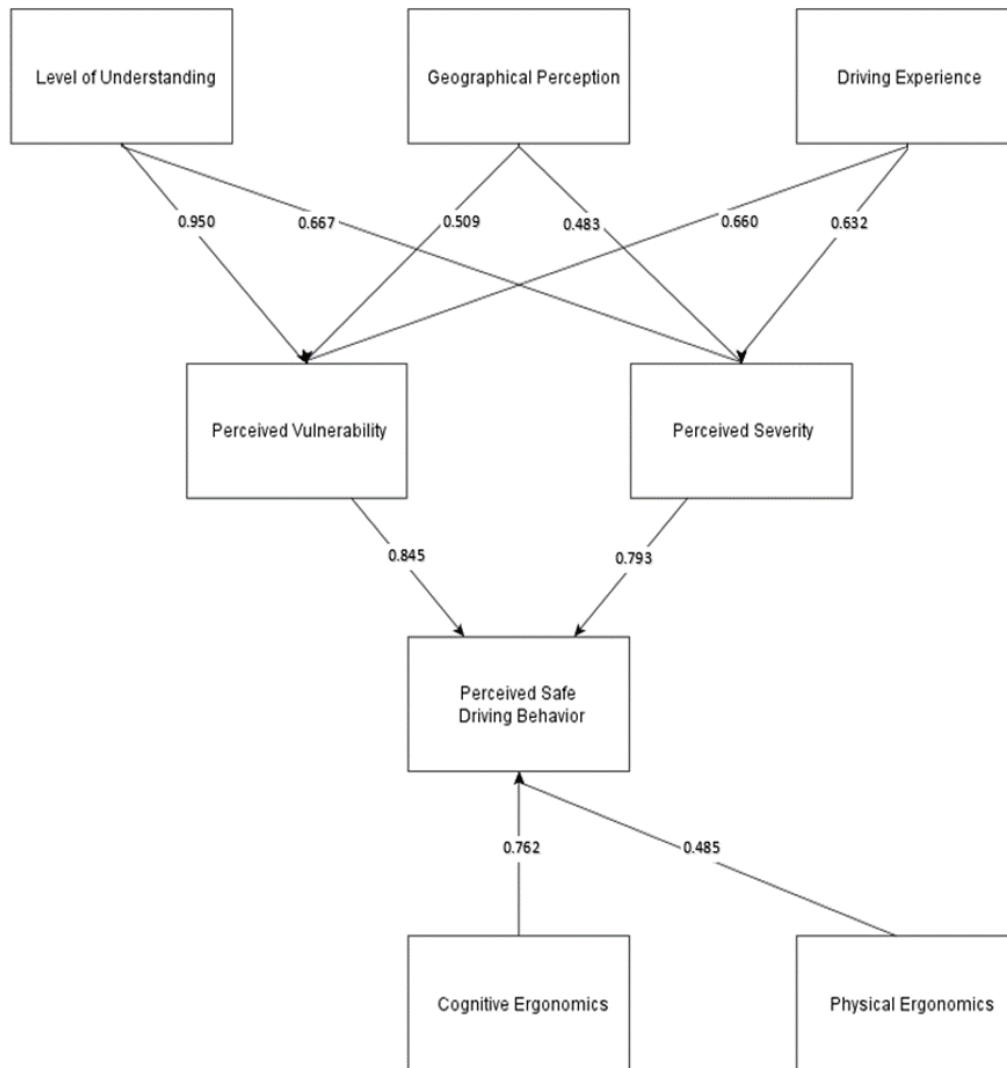 Level of Understanding
Geographical Perception
Driving Experience
0.950
0.667
0.509
0.483
0.660
0.632
Perceived Vulnerability
Perceived Severity
0.845
0.793
Perceived Safe
Driving Behavior
0.762
0.485
Cognitive Ergonomics
Physical Ergonomics